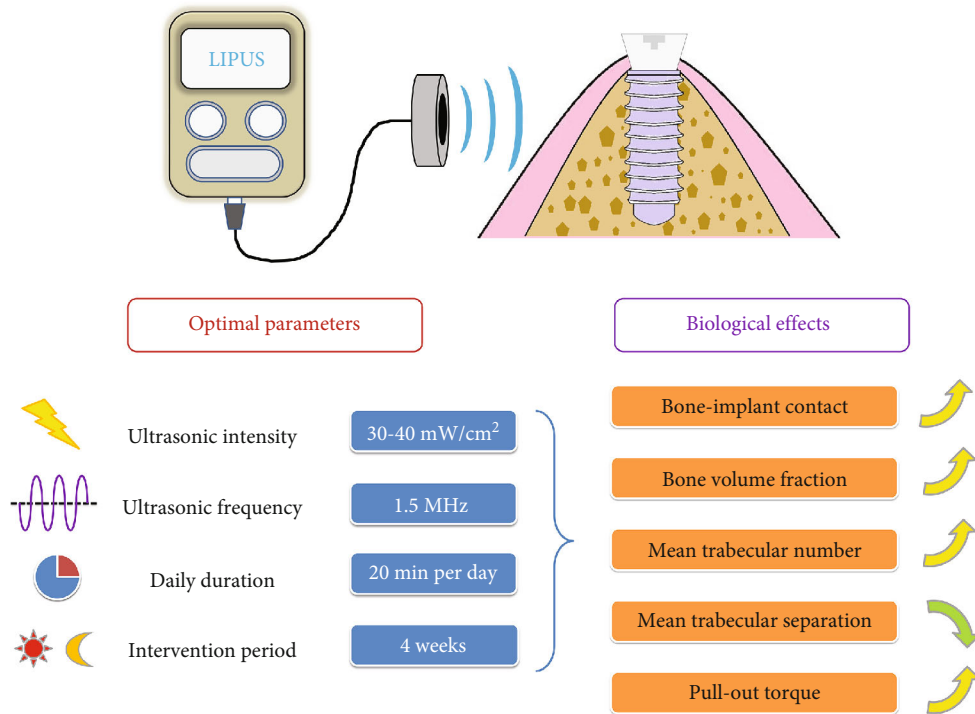 LIPUS
Optimal parameters
Ultrasonic intensity
30-40 mW/cm²
Ultrasonic frequency
1.5 MHz
Daily duration
20 min per day
Intervention period
4 weeks
Biological effects
Bone-implant contact
Bone volume fraction
Mean trabecular number
Mean trabecular separation
Pull-out torque